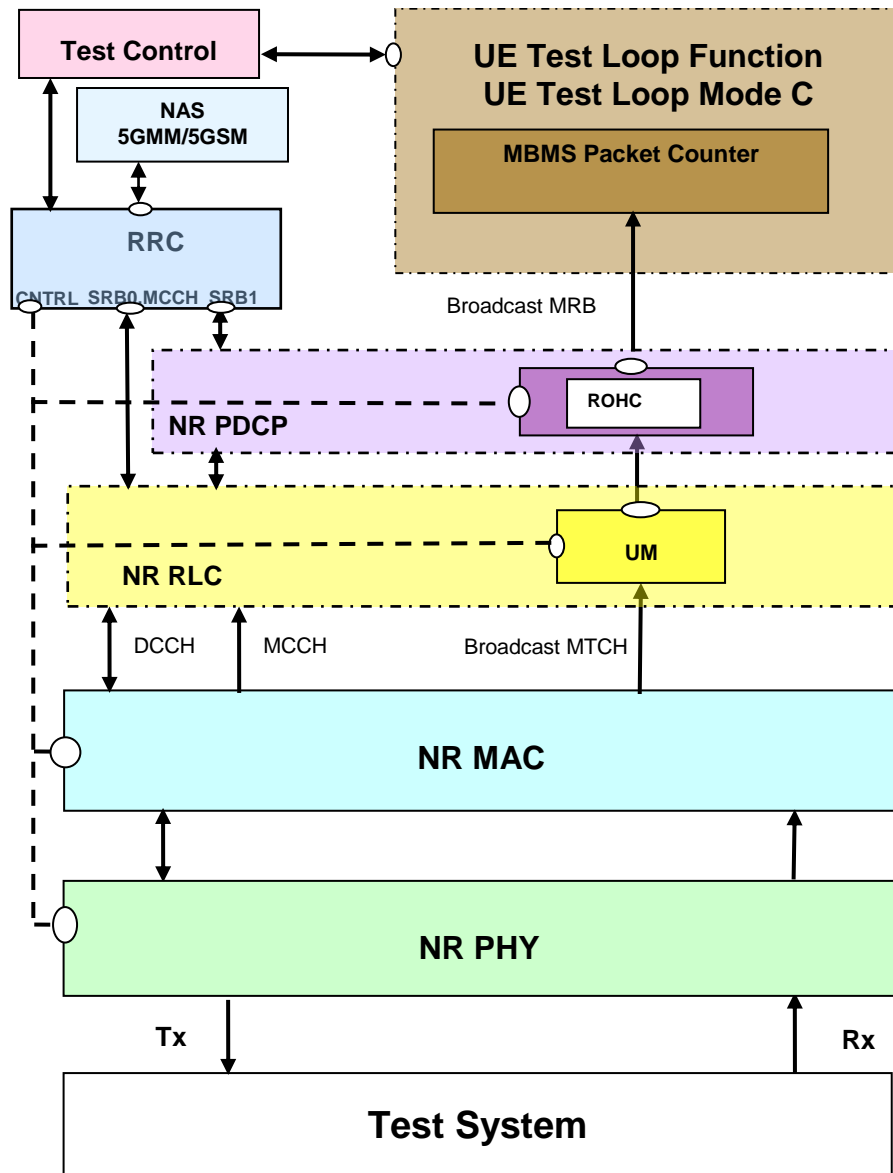 Test Control
UE Test Loop Function
UE Test Loop Mode C
NAS
5GMM/5GSM
MBMS Packet Counter
RRC
CNTRL SRB0,MCCH SRB1
Broadcast MRB
ROHC
NR PDCP
UM
NR RLC
DCCH MCCH Broadcast MTCH
NR MAC
NR PHY
Tx Rx
Test System